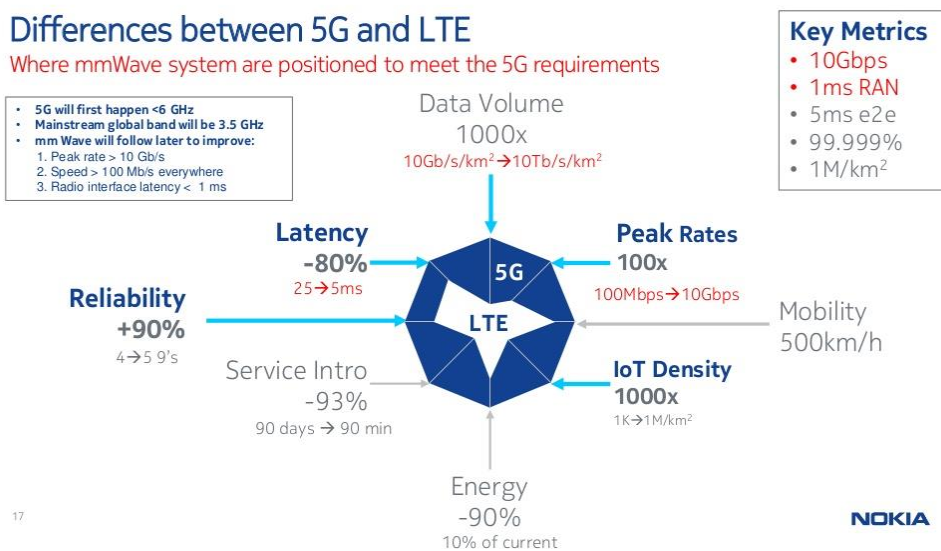 Differences between 5G and LTE
Where mmWave system are positioned to meet the 5G requirements
Key Metrics
• 10Gbps
• 1ms RAN
• 5ms e2e
• 99.999%
• 1M/km²
• 5G will first happen <6 GHz
• Mainstream global band will be 3.5 GHz
• mm Wave will follow later to improve:
1. Peak rate > 10 Gb/s
2. Speed > 100 Mb/s everywhere
3. Radio interface latency < 1 ms
Data Volume
1000x
10Gb/s/km²→10Tb/s/km²
Latency
-80%
25→5ms
Peak Rates
100x
100Mbps→10Gbps
5G
LTE
Reliability
+90%
4→5 9's
Mobility
500km/h
Service Intro
-93%
90 days → 90 min
IoT Density
1000x
1K→1M/km²
Energy
-90%
10% of current
17
NOKIA